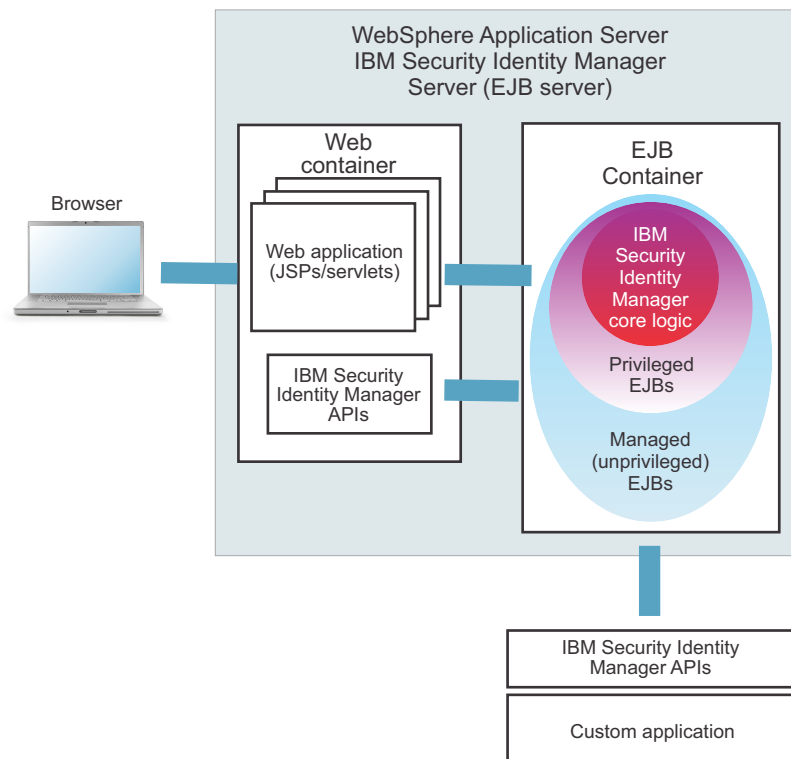 WebSphere Application Server
IBM Security Identity Manager
Server (EJB server)
Web
container
EJB
Container
Browser
Web application
(JSPs/servlets)
IBM
Security
Identity
Manager
core logic
IBM Security
Identity Manager
APIs
Privileged
EJBs
Managed
(unprivileged)
EJBs
IBM Security Identity
Manager APIs
Custom application